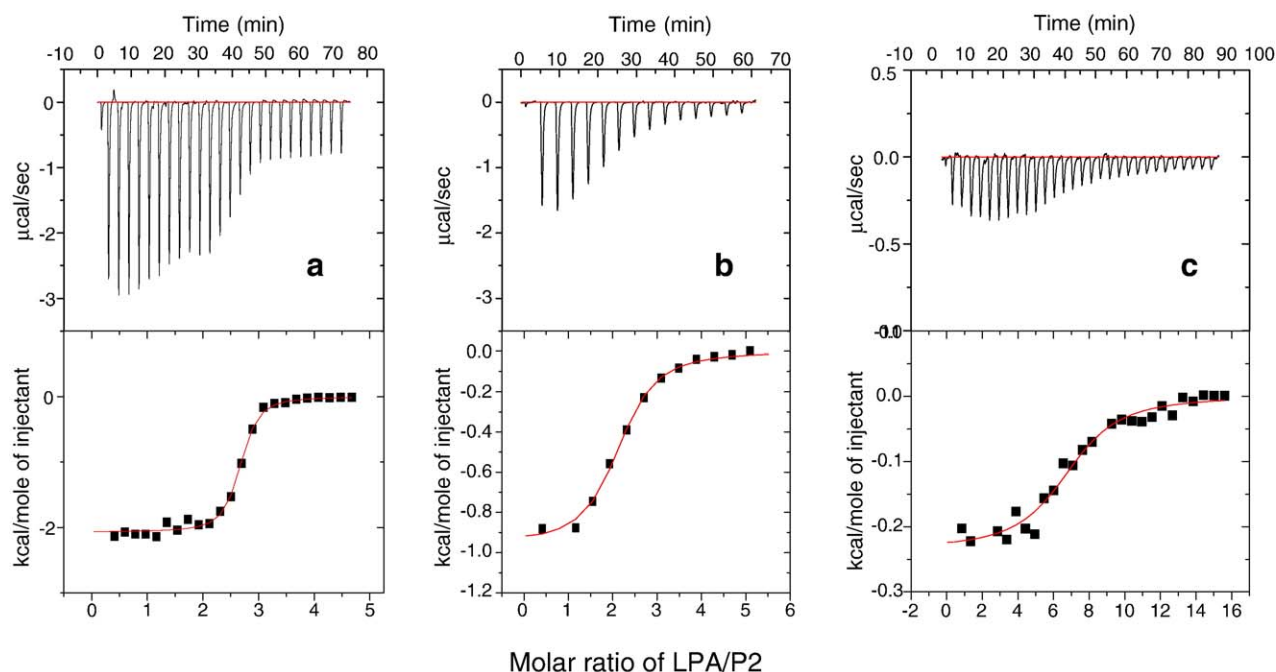 Time (min)
-10 0 10 20 30 40 50 60 70 80
0
-1
-2
-3
µcal/sec
a
0
-2
kcal/mole of injectant
0 1 2 3 4 5
Time (min)
0 10 20 30 40 50 60 70
0
-1
-2
-3
µcal/sec
b
0.0
-0.2
-0.4
-0.6
-0.8
-1.0
-1.2
kcal/mole of injectant
0 1 2 3 4 5 6
Time (min)
-10 0 10 20 30 40 50 60 70 80 90 100
0.5
0.0
-0.5
µcal/sec
c
0.0
-0.1
-0.2
-0.3
kcal/mole of injectant
-2 0 2 4 6 8 10 12 14 16
Molar ratio of LPA/P2